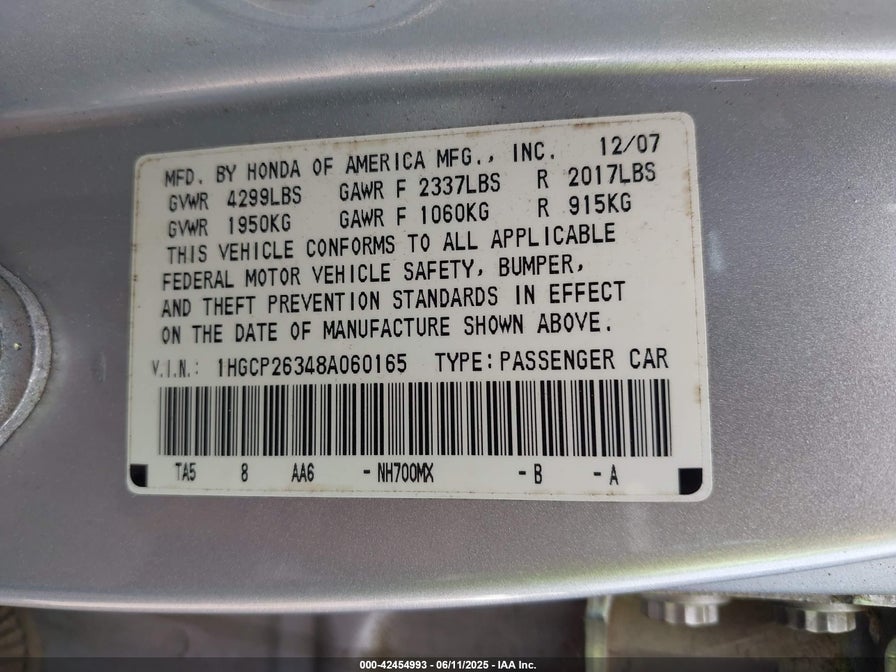 MFD. BY HONDA OF AMERICA MFG., INC. 12/07
GVWR 4299LBS GAWR F 2337LBS R 2017LBS
GVWR 1950KG GAWR F 1060KG R 915KG
THIS VEHICLE CONFORMS TO ALL APPLICABLE
FEDERAL MOTOR VEHICLE SAFETY, BUMPER,
AND THEFT PREVENTION STANDARDS IN EFFECT
ON THE DATE OF MANUFACTURE SHOWN ABOVE.
V.I.N.: 1HGCP26348A060165 TYPE: PASSENGER CAR
TA5 8 AA6 -NH700MX -B -A
000-42454993 - 06/11/2025 - IAA Inc.